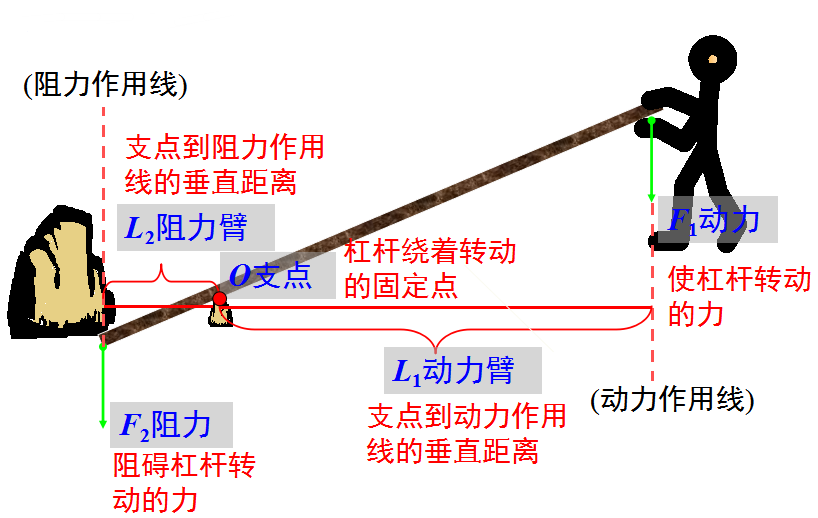 (阻力作用线)
支点到阻力作用
线的垂直距离
L₂阻力臂
O支点
杠杆绕着转动
的固定点
F₁动力
使杠杆转动
的力
L₁动力臂
(动力作用线)
支点到动力作用
线的垂直距离
F₂阻力
阻碍杠杆转
动的力